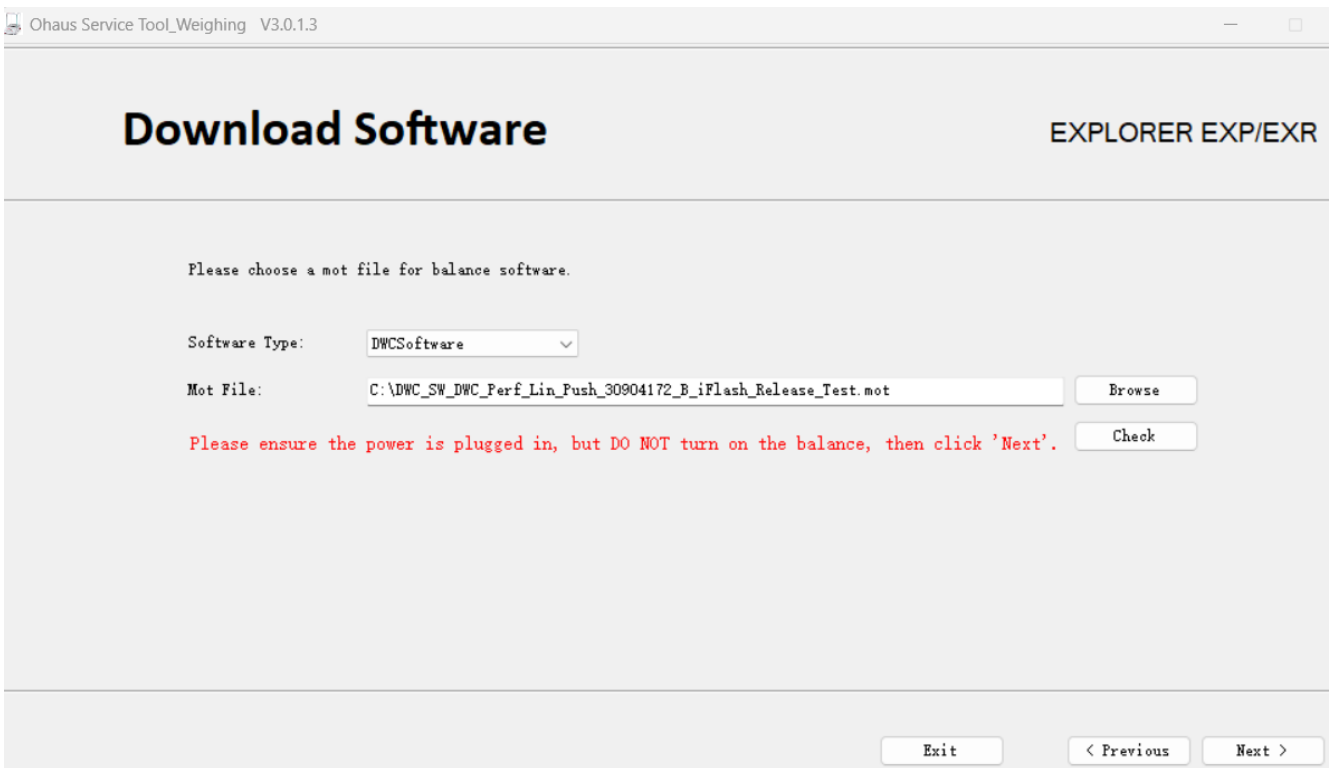 Ohaus Service Tool_Weighing V3.0.1.3
Download Software
EXPLORER EXP/EXR
Please choose a mot file for balance software.
Software Type: DWCSoftware
Mot File: C:\DWC_SW_DWC_Perf_Lin_Push_30904172_B_iFlash_Release_Test.mot Browse
Please ensure the power is plugged in, but DO NOT turn on the balance, then click 'Next'. Check
Exit < Previous Next >